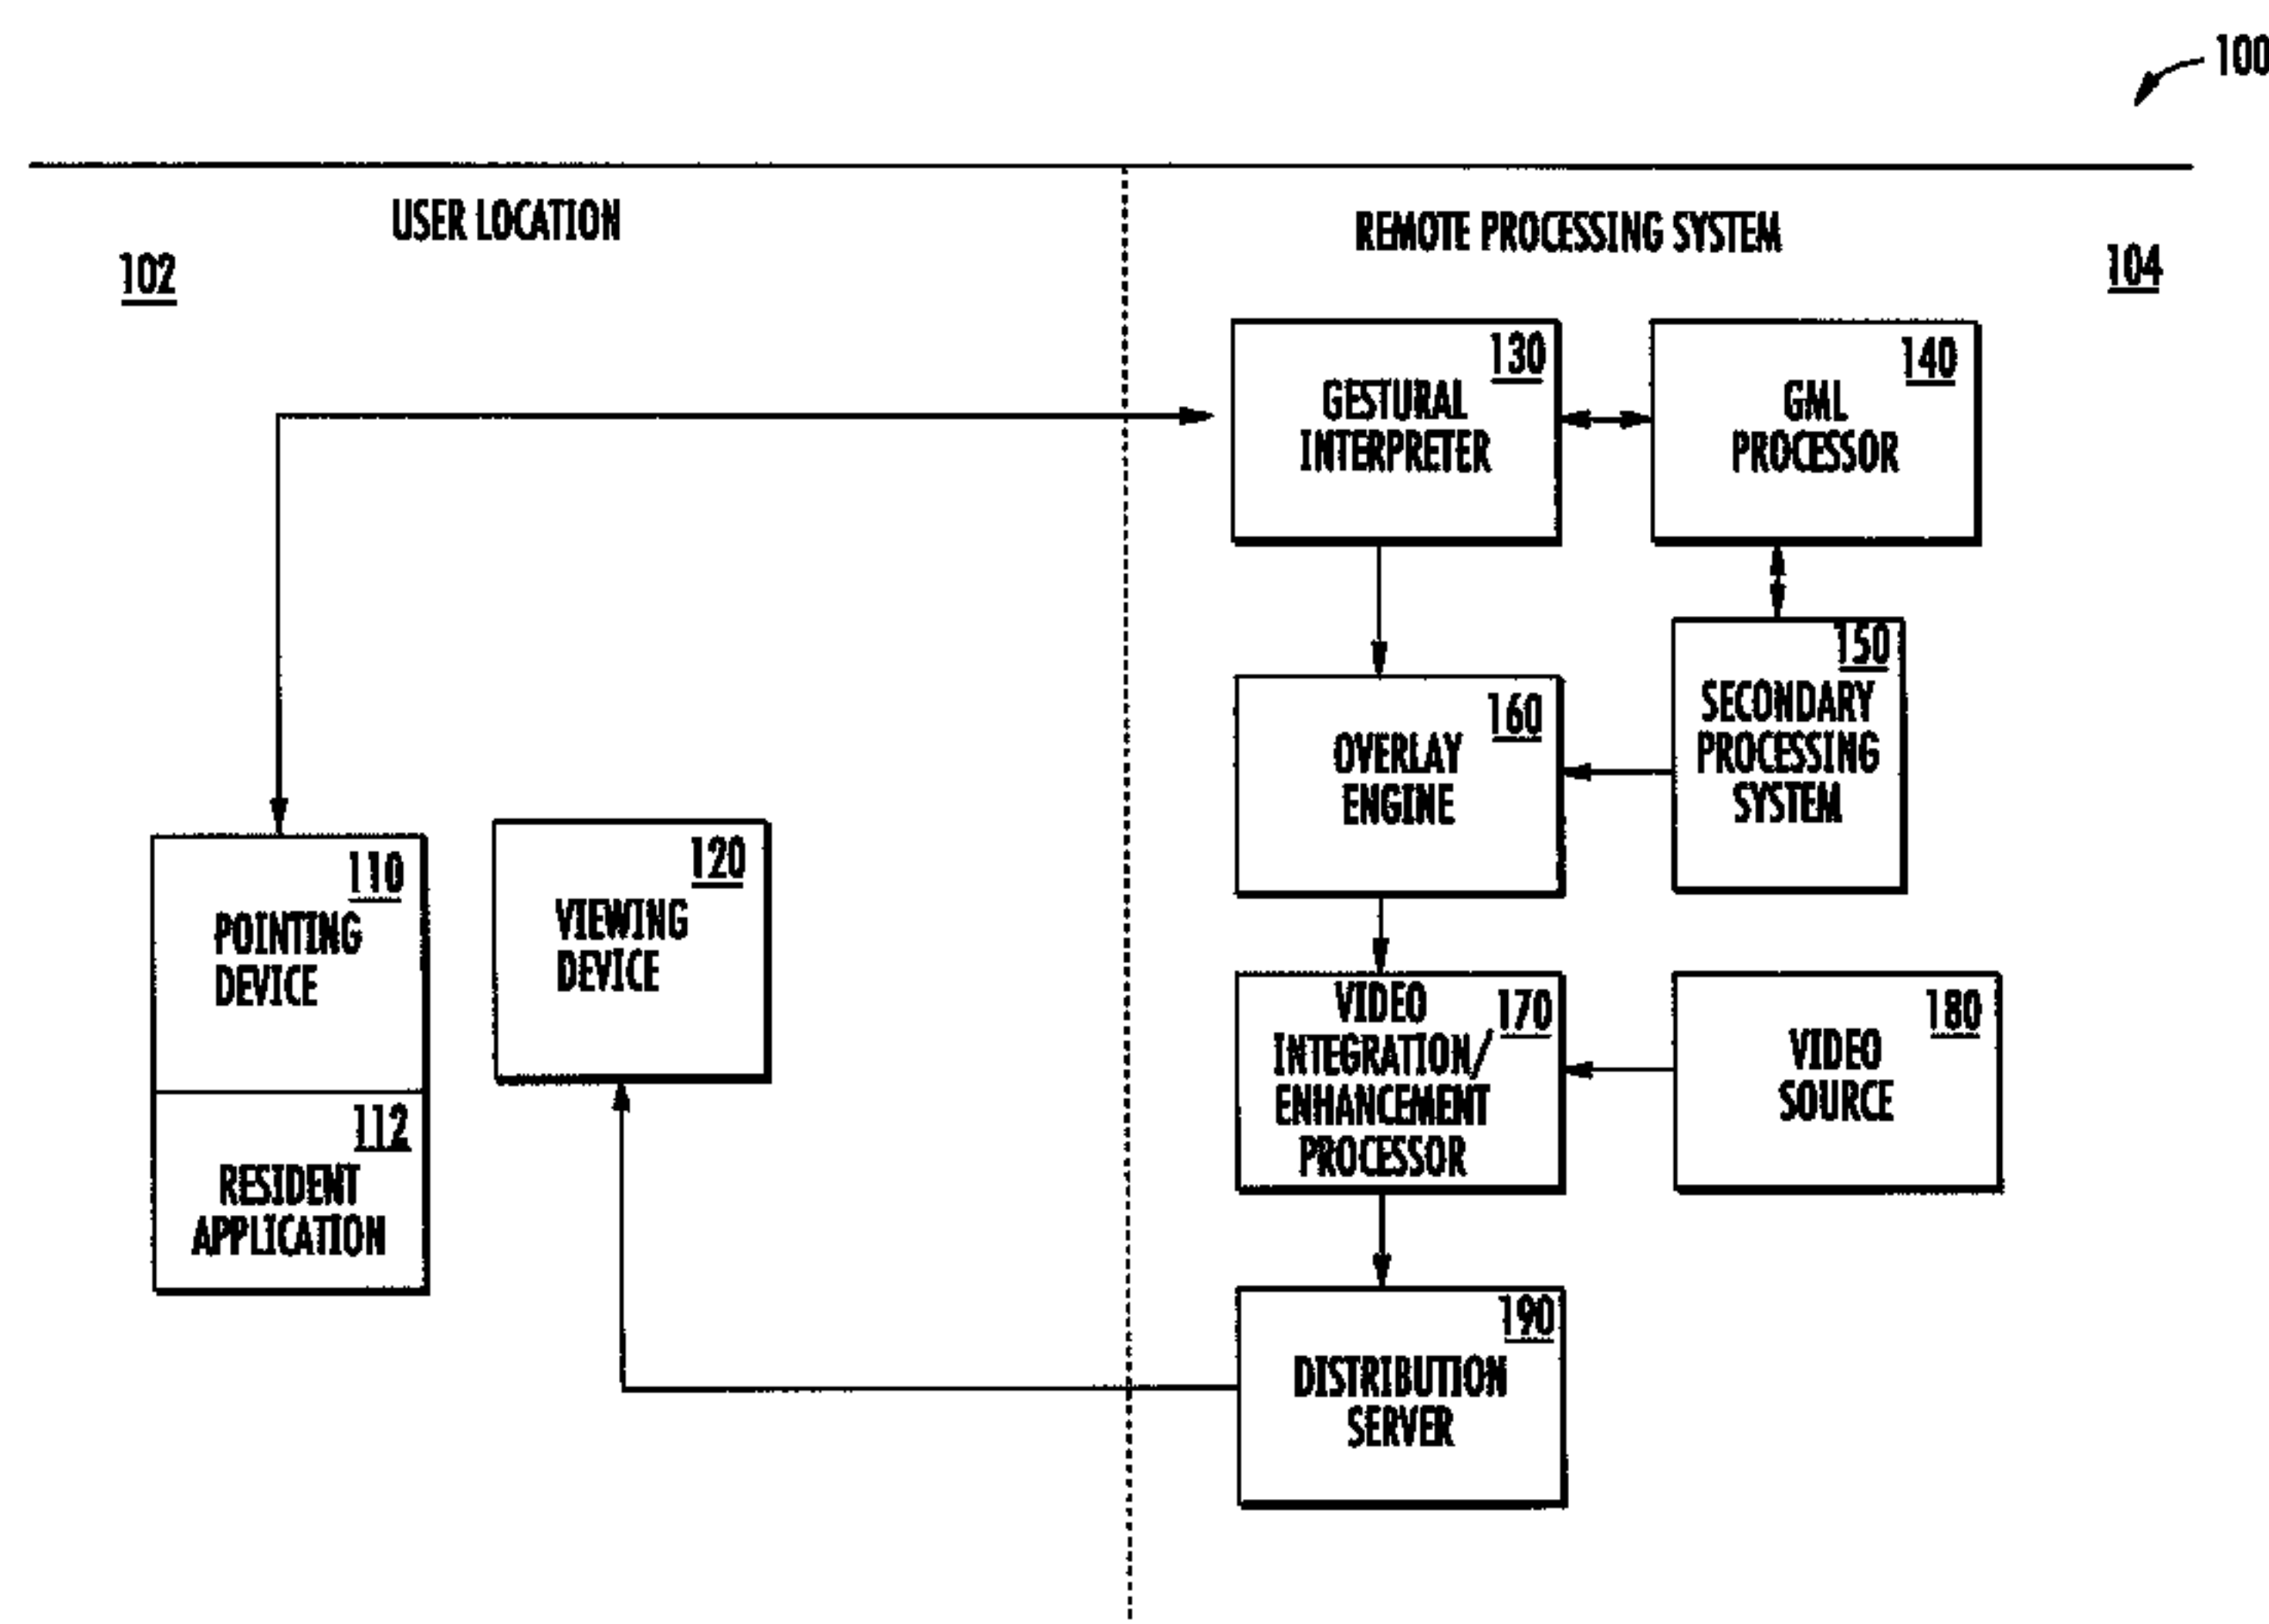 100
USER LOCATION
102
REMOTE PROCESSING SYSTEM
104
130
GESTURAL
INTERPRETER
140
GML
PROCESSOR
150
SECONDARY
PROCESSING
SYSTEM
160
OVERLAY
ENGINE
110
POINTING
DEVICE
112
RESIDENT
APPLICATION
120
VIEWING
DEVICE
170
VIDEO
INTEGRATION/
ENHANCEMENT
PROCESSOR
180
VIDEO
SOURCE
190
DISTRIBUTION
SERVER